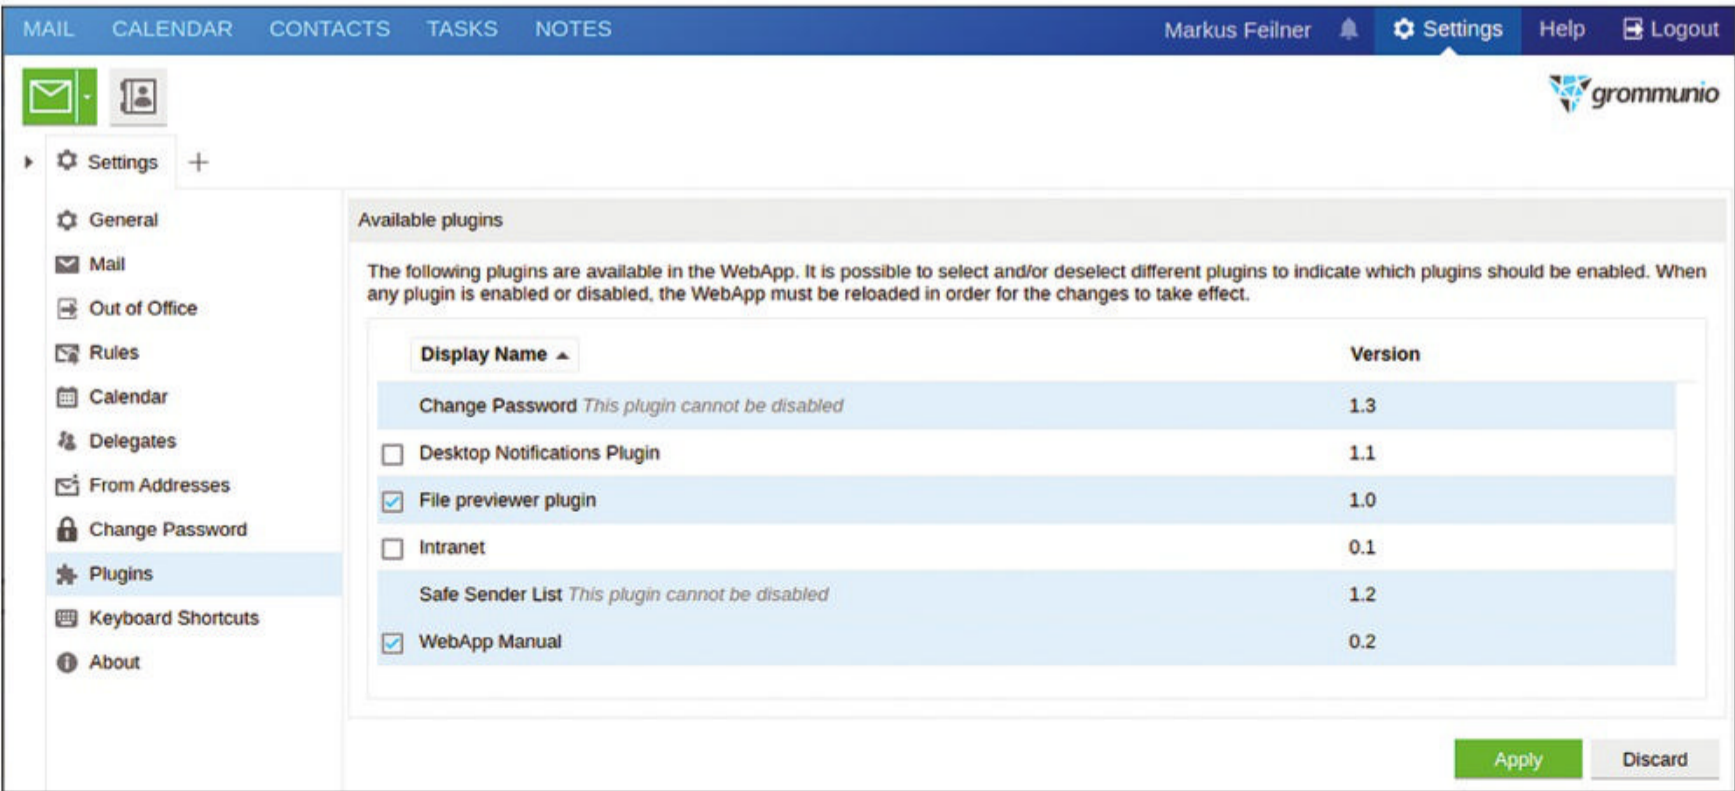 MAIL CALENDAR CONTACTS TASKS NOTES Markus Feilner Settings Help Logout
grommunio
Settings
General
Mail
Out of Office
Rules
Calendar
Delegates
From Addresses
Change Password
Plugins
Keyboard Shortcuts
About
Available plugins
The following plugins are available in the WebApp. It is possible to select and/or deselect different plugins to indicate which plugins should be enabled. When
any plugin is enabled or disabled, the WebApp must be reloaded in order for the changes to take effect.
Display Name Version
Change Password This plugin cannot be disabled 1.3
Desktop Notifications Plugin 1.1
File previewer plugin 1.0
Intranet 0.1
Safe Sender List This plugin cannot be disabled 1.2
WebApp Manual 0.2
Apply Discard